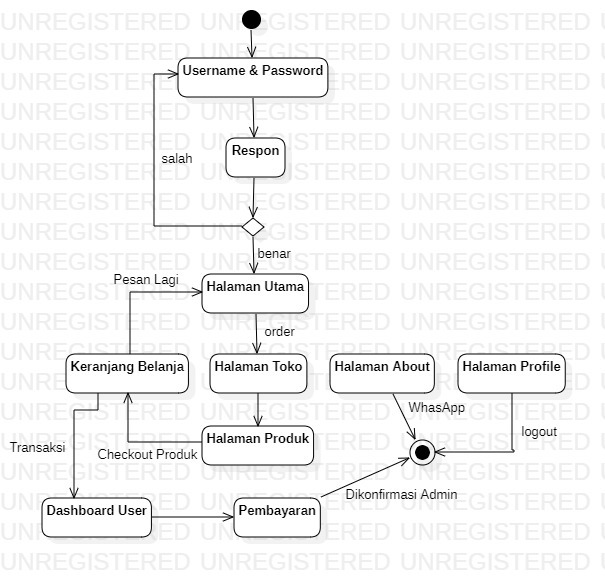 UNREGISTERED UNREGISTERED UNREGISTERED
Username & Password
salah
Respon
benar
Pesan Lagi
Halaman Utama
order
Keranjang Belanja
Halaman Toko
Halaman About
Halaman Profile
WhasApp
logout
Transaksi
Checkout Produk
Halaman Produk
Dikonfirmasi Admin
Dashboard User
Pembayaran